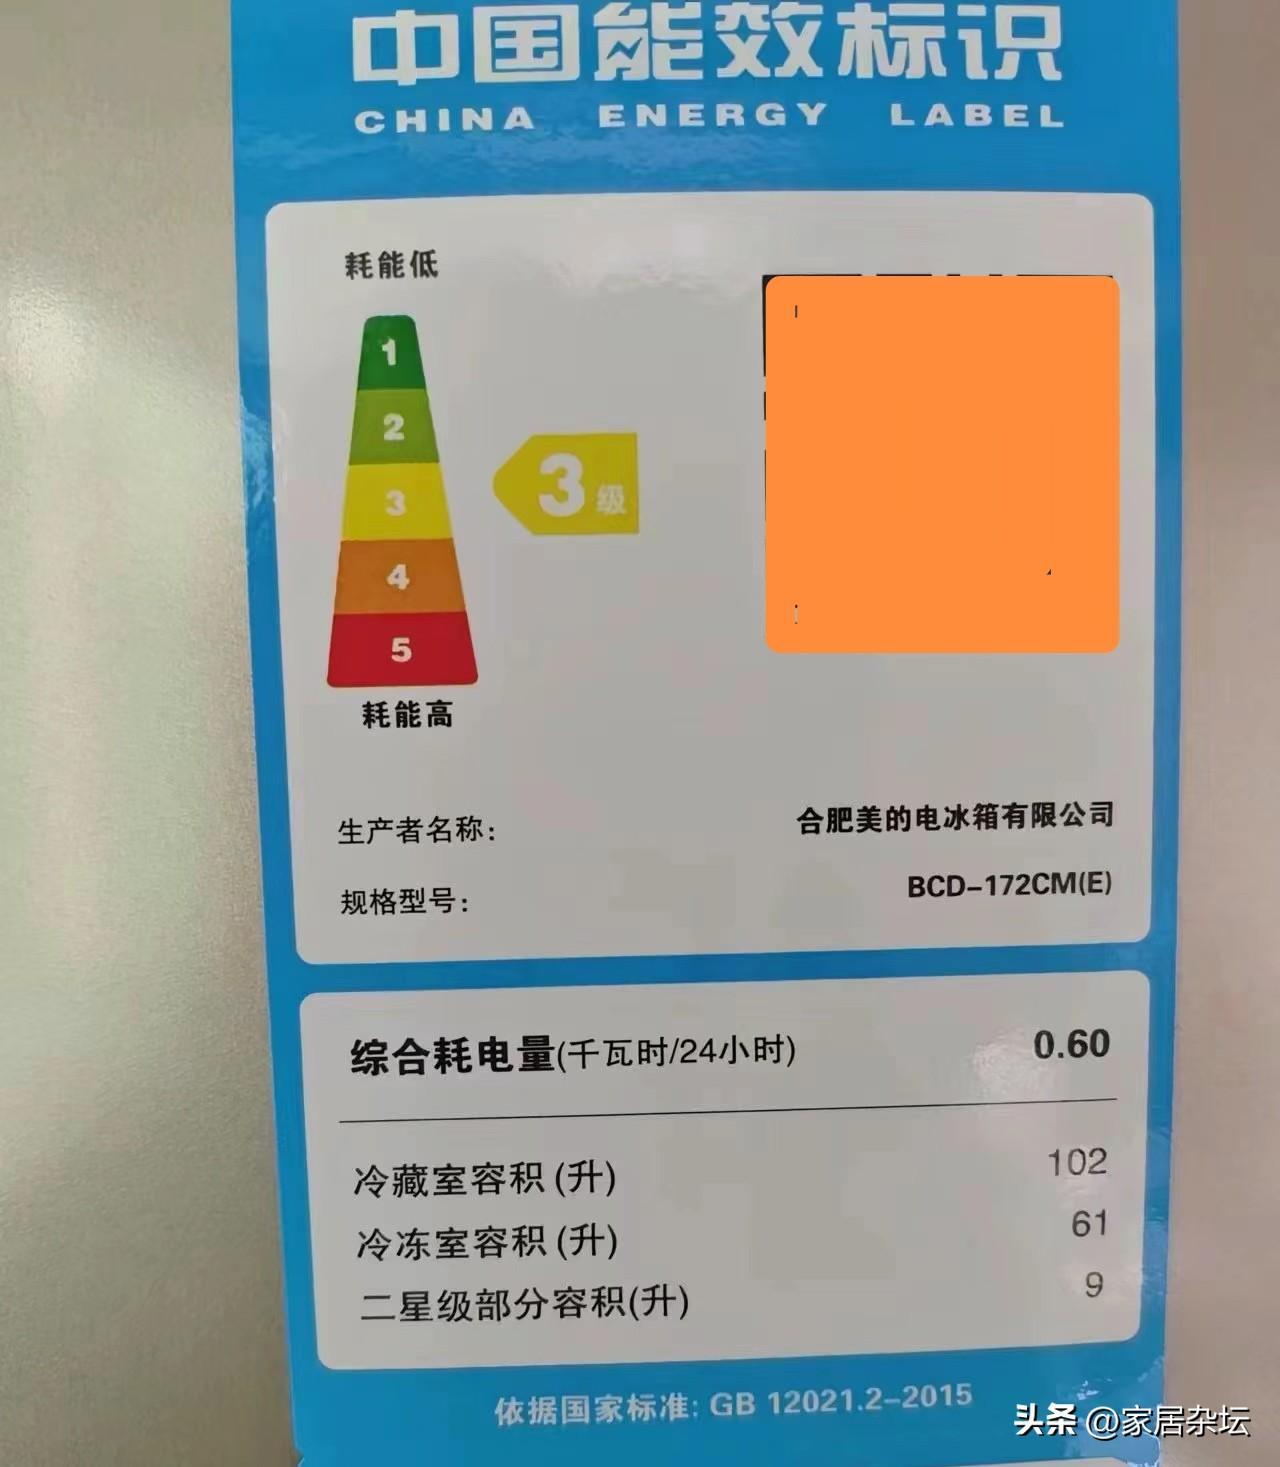 中国能效标识
CHINA ENERGY LABEL
耗能低
1
2
3
3级
4
5
耗能高
生产者名称: 合肥美的电冰箱有限公司
规格型号: BCD-172CM(E)
综合耗电量(千瓦时/24小时) 0.60
冷藏室容积(升) 102
冷冻室容积(升) 61
二星级部分容积(升) 9
依据国家标准: GB 12021.2-2015
头条 @家居杂坛